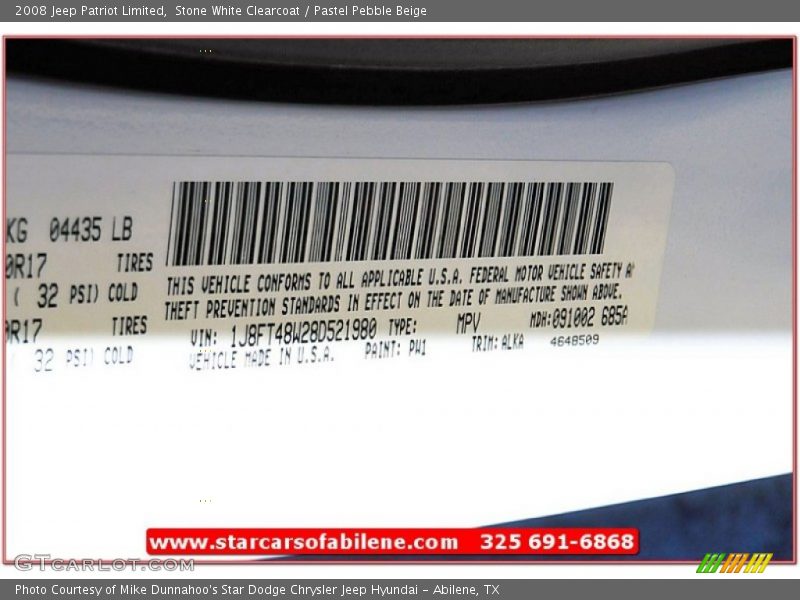 2008 Jeep Patriot Limited, Stone White Clearcoat / Pastel Pebble Beige
KG 04435 LB
0R17 TIRES
( 32 PSI) COLD
0R17 TIRES
( 32 PSI) COLD
THIS VEHICLE CONFORMS TO ALL APPLICABLE U.S.A. FEDERAL MOTOR VEHICLE SAFETY
THEFT PREVENTION STANDARDS IN EFFECT ON THE DATE OF MANUFACTURE SHOWN ABOVE.
VIN: 1J8FT48W28D521980 TYPE: MPV MDH:091002 685A
VEHICLE MADE IN U.S.A. PAINT: PW1 TRIM: ALKA 4648509
www.starcarsofabilene.com 325 691-6868
GTCARLOT.COM
Photo Courtesy of Mike Dunnahoo's Star Dodge Chrysler Jeep Hyundai - Abilene, TX